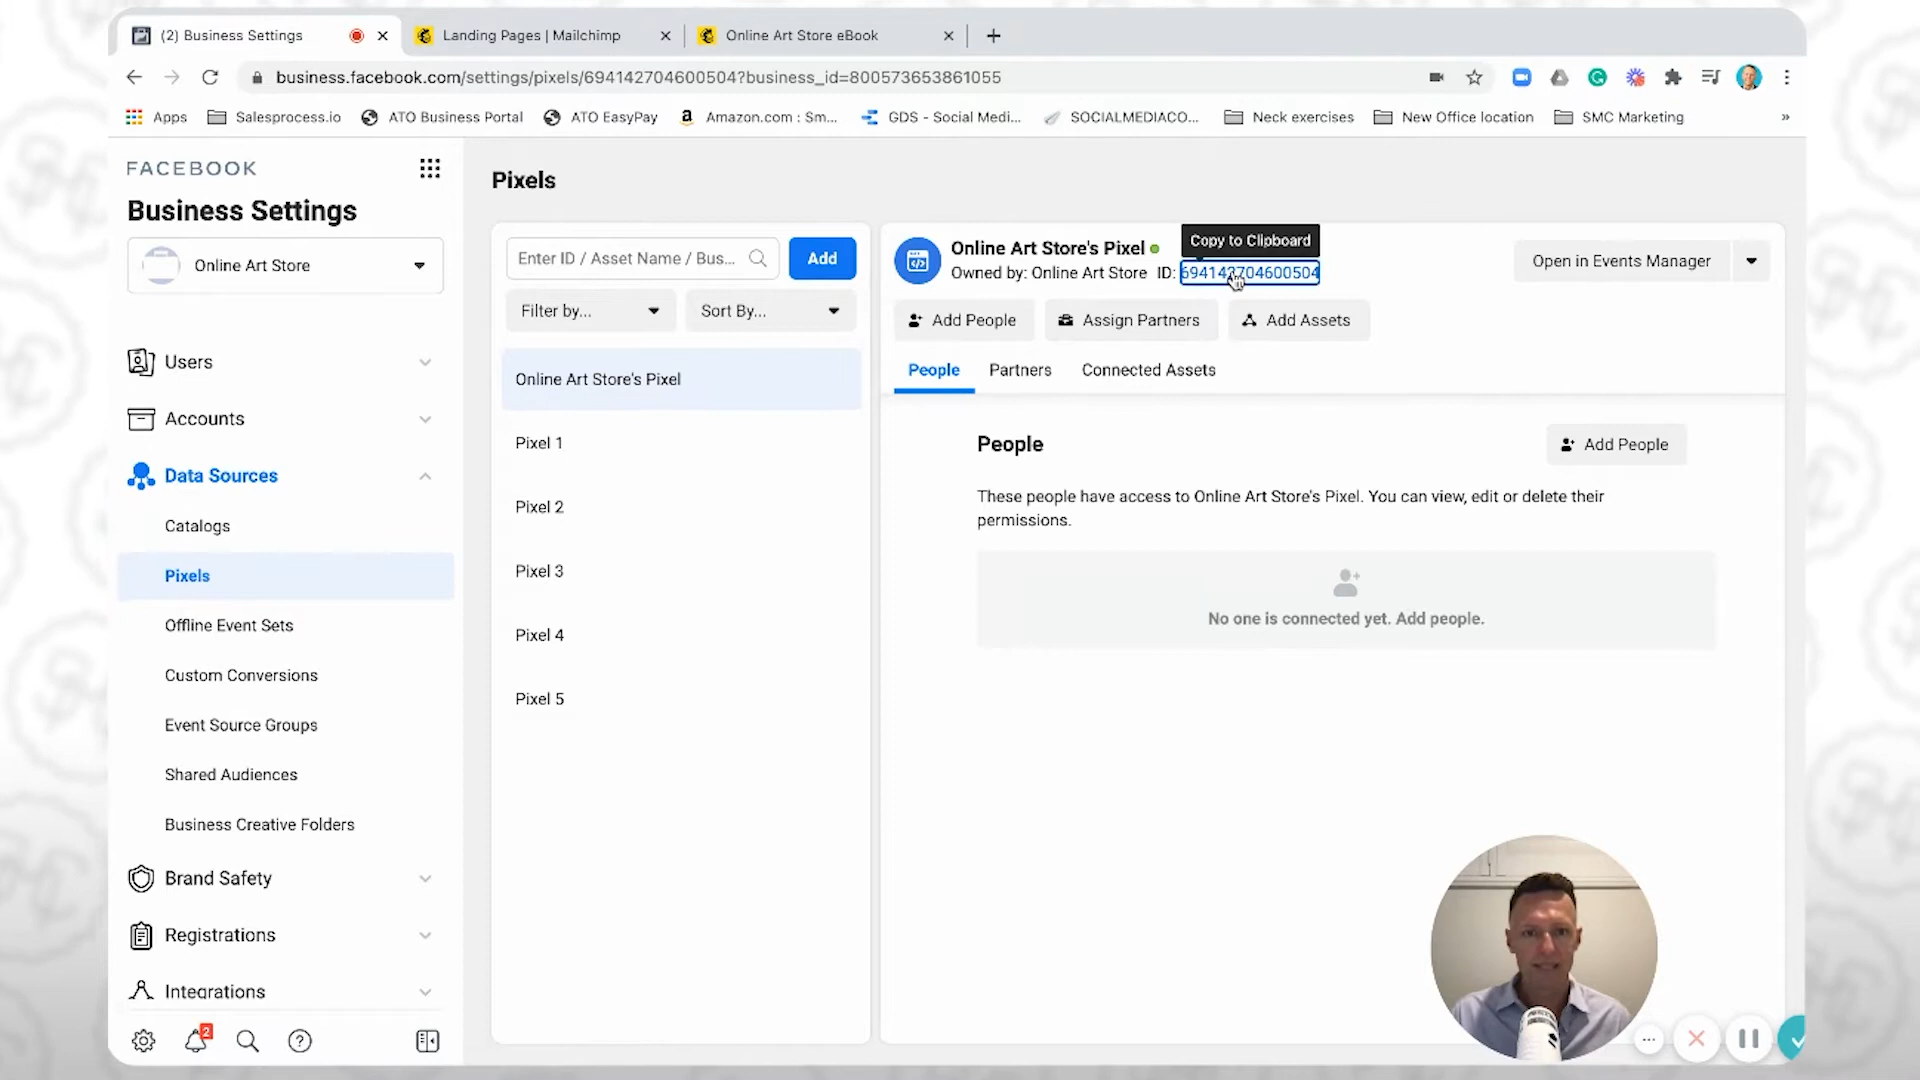 (2) Business Settings
Landing Pages | Mailchimp
Online Art Store eBook
business.facebook.com/settings/pixels/694142704600504?business_id=800573653861055
Apps
Salesprocess.io
ATO Business Portal
ATO EasyPay
Amazon.com : Sm...
GDS - Social Medi...
SOCIALMEDIACO...
Neck exercises
New Office location
SMC Marketing
»
FACEBOOK
Business Settings
Online Art Store
Users
Accounts
Data Sources
Catalogs
Pixels
Offline Event Sets
Custom Conversions
Event Source Groups
Shared Audiences
Business Creative Folders
Brand Safety
Registrations
Integrations
2
Pixels
Enter ID / Asset Name / Bus...
Add
Filter by...
Sort By...
Online Art Store's Pixel
Pixel 1
Pixel 2
Pixel 3
Pixel 4
Pixel 5
Copy to Clipboard
Online Art Store's Pixel
Owned by: Online Art Store ID: 694142704600504
Open in Events Manager
Add People
Assign Partners
Add Assets
People
Partners
Connected Assets
People
Add People
These people have access to Online Art Store's Pixel. You can view, edit or delete their
permissions.
No one is connected yet. Add people.